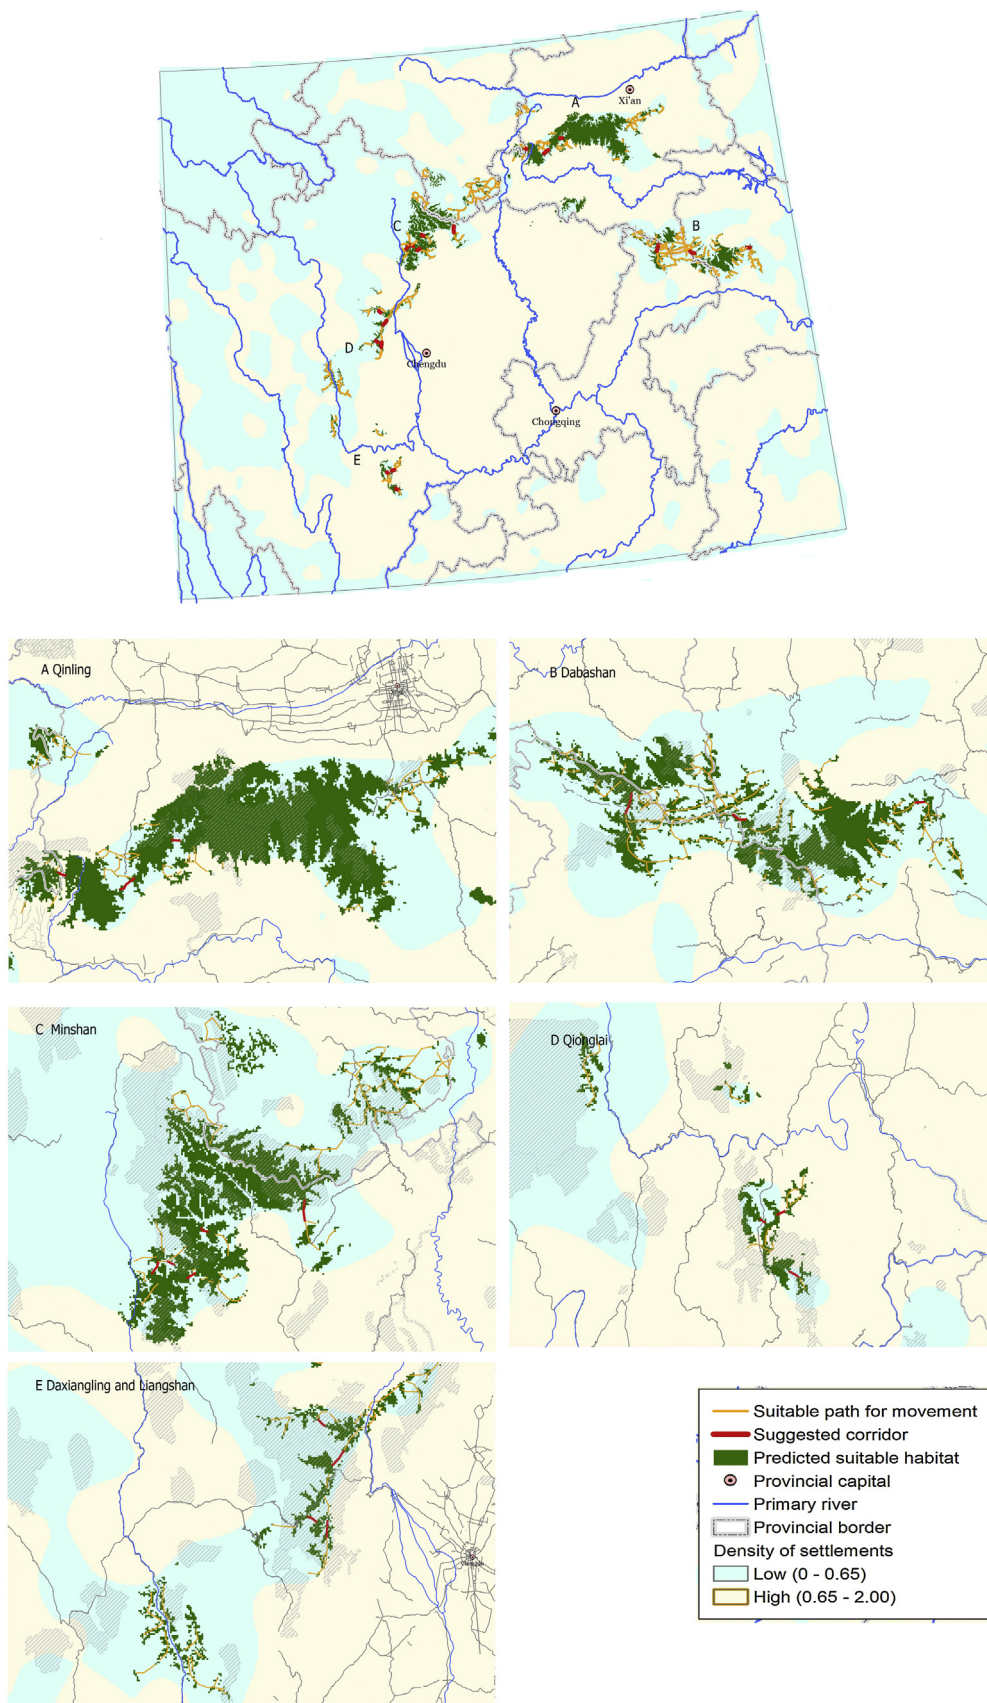 A
Xi'an
B
C
D
Chengdu
Chongqing
E
A Qinling
B Dabashan
C Minshan
D Qionglai
E Daxiangling and Liangshan
Suitable path for movement
Suggested corridor
Predicted suitable habitat
Provincial capital
Primary river
Provincial border
Density of settlements
Low (0 - 0.65)
High (0.65 - 2.00)